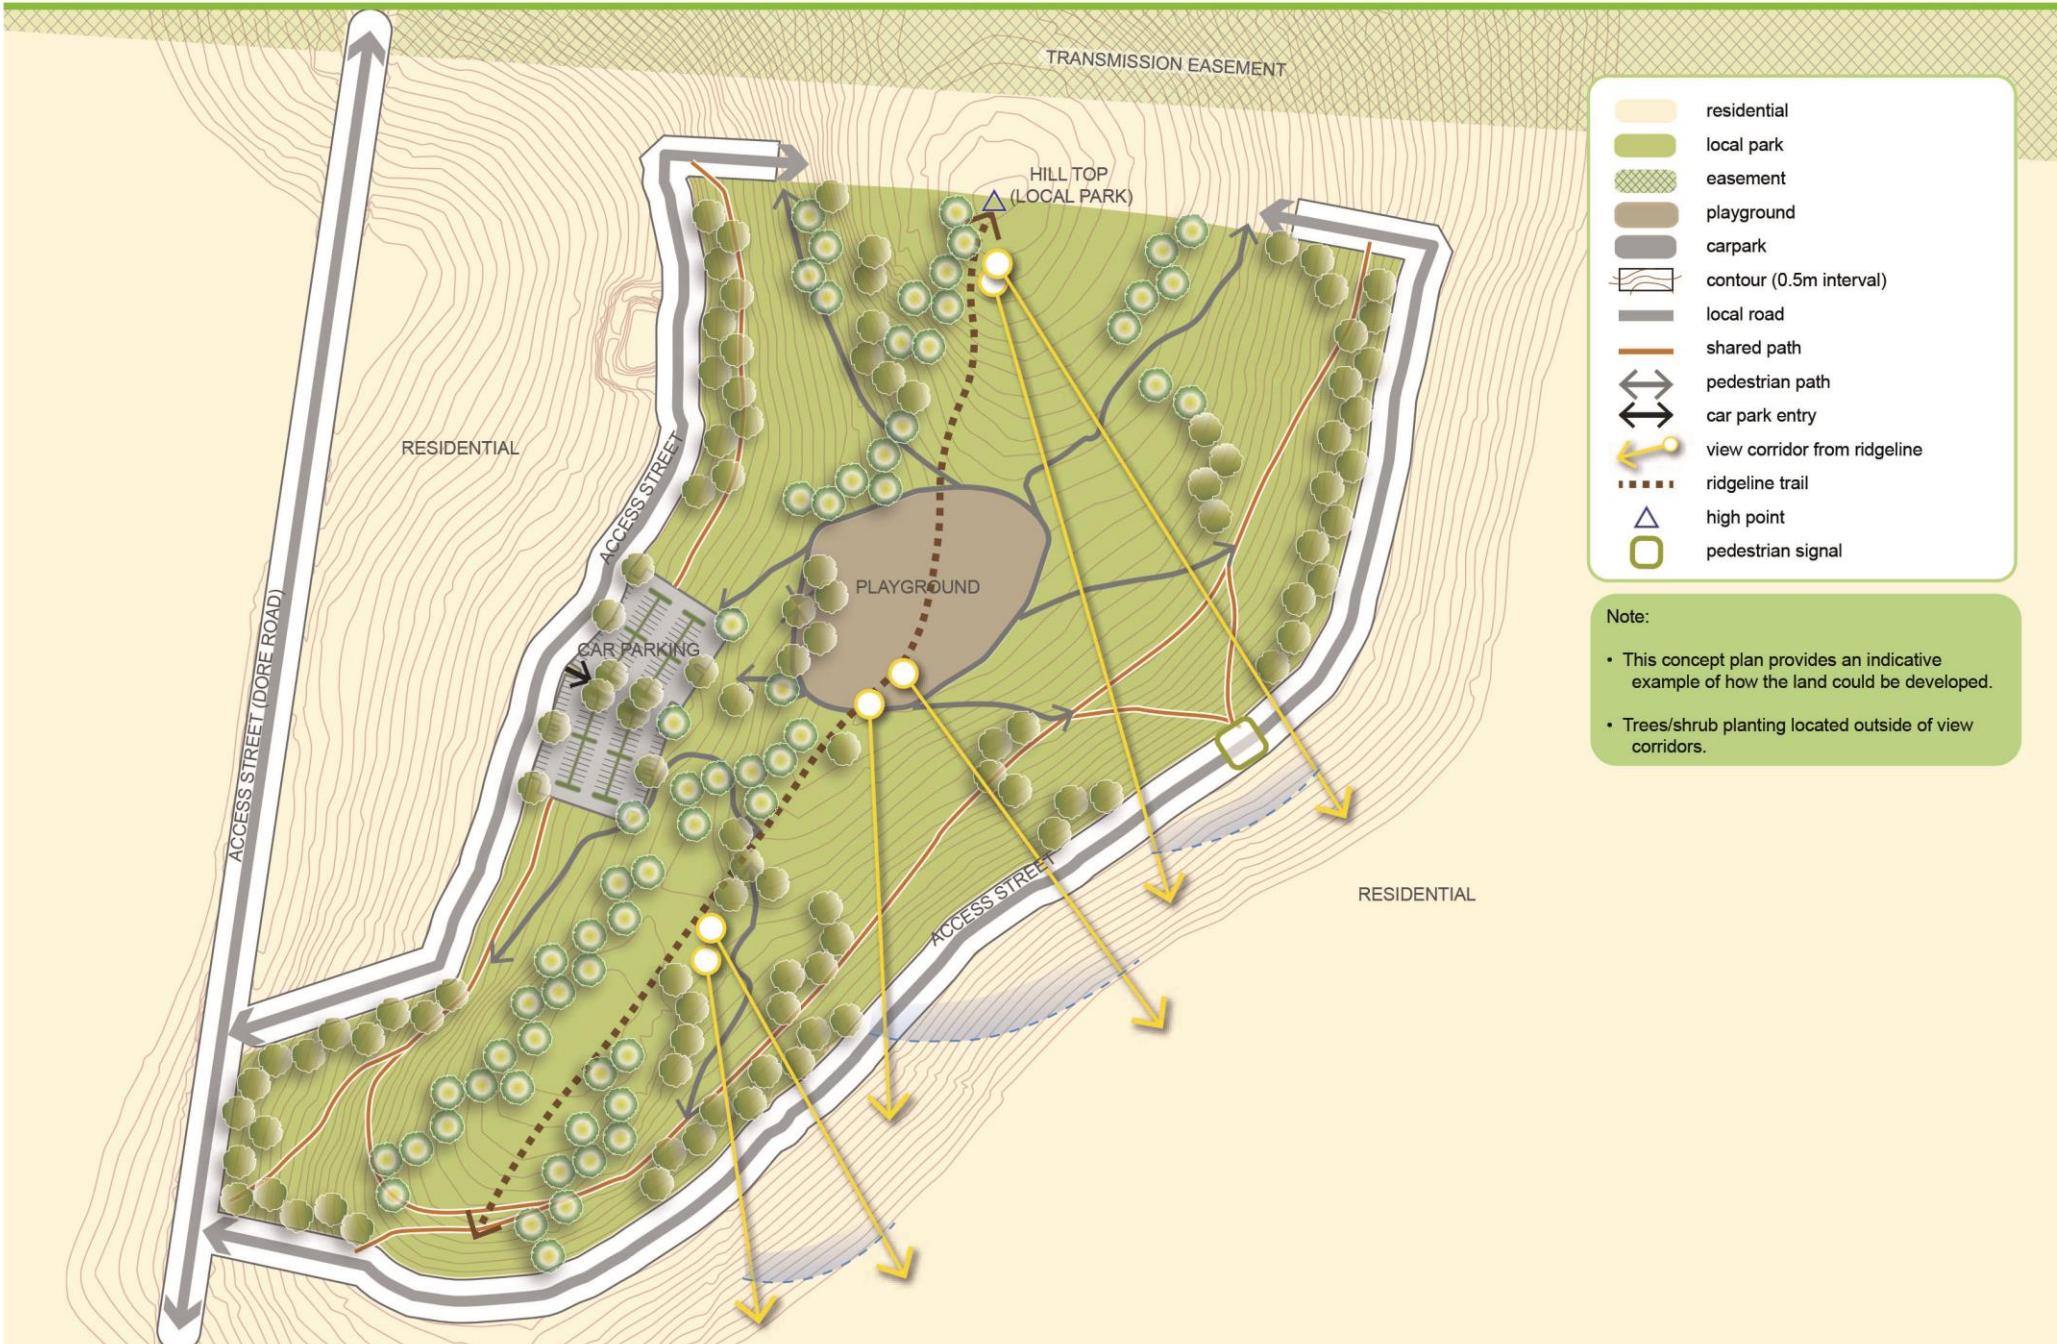 TRANSMISSION EASEMENT
HILL TOP
(LOCAL PARK)
RESIDENTIAL
ACCESS STREET
PLAYGROUND
CAR PARKING
ACCESS STREET (DORE ROAD)
ACCESS STREET
RESIDENTIAL
residential
local park
easement
playground
carpark
contour (0.5m interval)
local road
shared path
pedestrian path
car park entry
view corridor from ridgeline
ridgeline trail
high point
pedestrian signal
Note:
• This concept plan provides an indicative
example of how the land could be developed.
• Trees/shrub planting located outside of view
corridors.